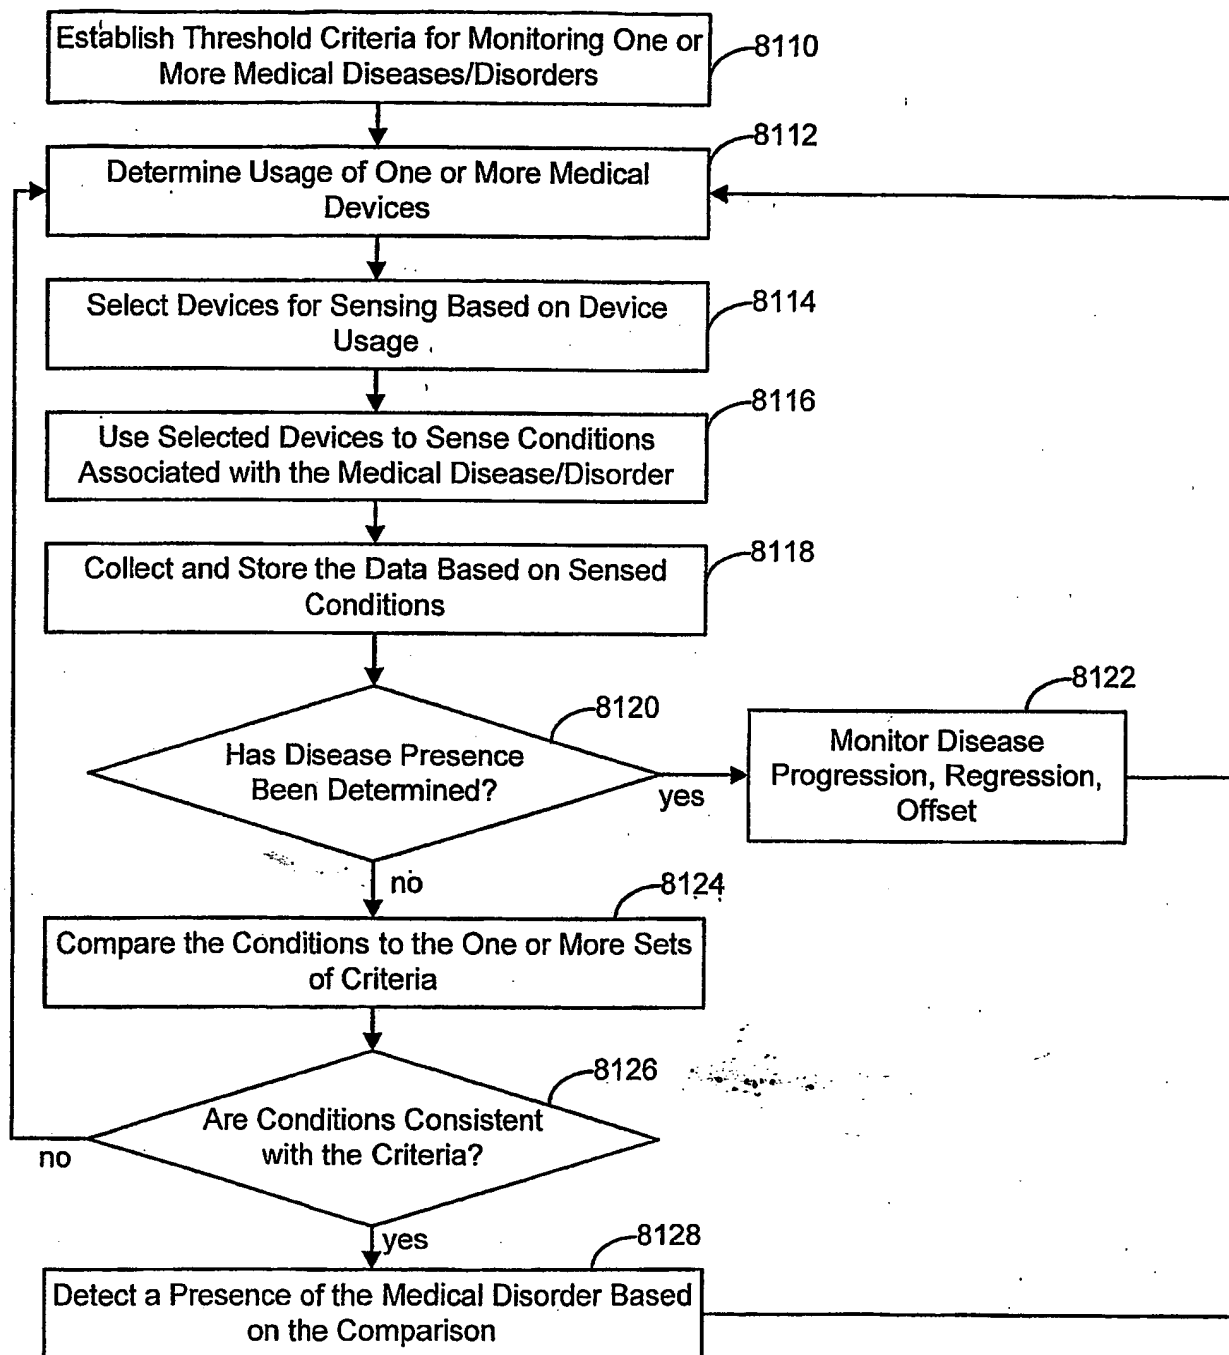 Establish Threshold Criteria for Monitoring One or
More Medical Diseases/Disorders
8110
8112
Determine Usage of One or More Medical
Devices
Select Devices for Sensing Based on Device
Usage
8114
8116
Use Selected Devices to Sense Conditions
Associated with the Medical Disease/Disorder
8118
Collect and Store the Data Based on Sensed
Conditions
8120
Has Disease Presence
Been Determined?
yes
8122
Monitor Disease
Progression, Regression,
Offset
no
8124
Compare the Conditions to the One or More Sets
of Criteria
8126
Are Conditions Consistent
with the Criteria?
no
yes
8128
Detect a Presence of the Medical Disorder Based
on the Comparison